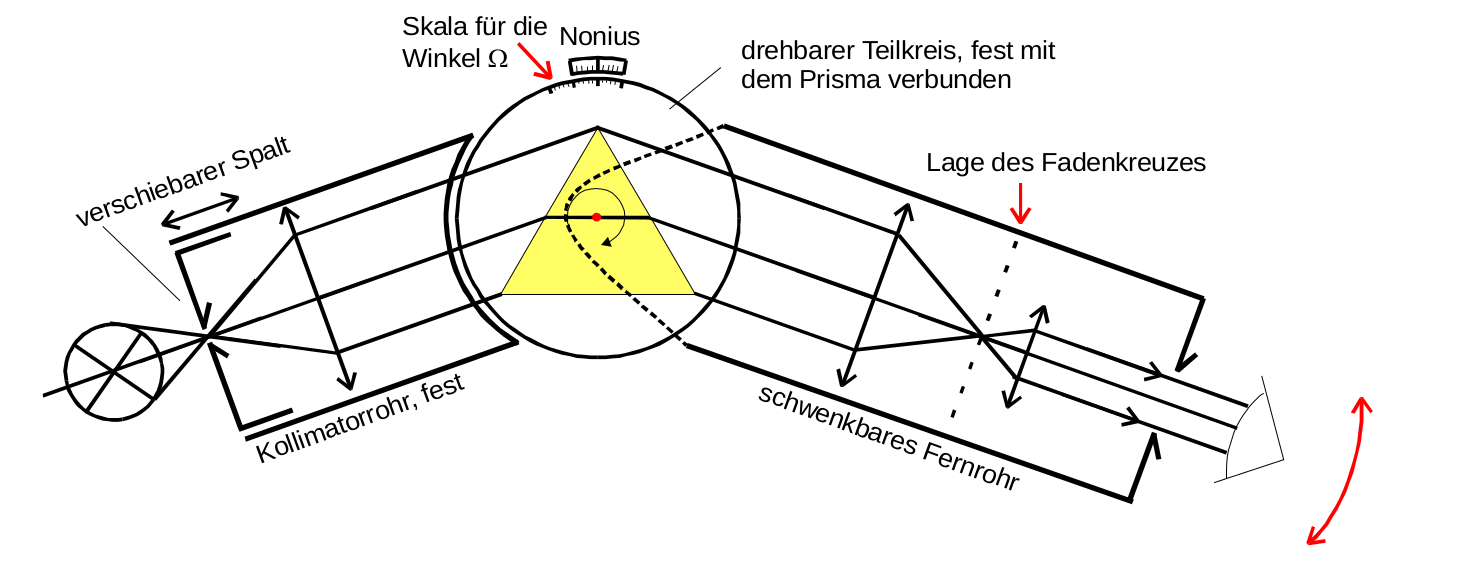 Skala für die
Winkel Ω
Nonius
drehbarer Teilkreis, fest mit
dem Prisma verbunden
verschiebarer Spalt
Lage des Fadenkreuzes
Kollimatorrohr, fest
schwenkbares Fernrohr